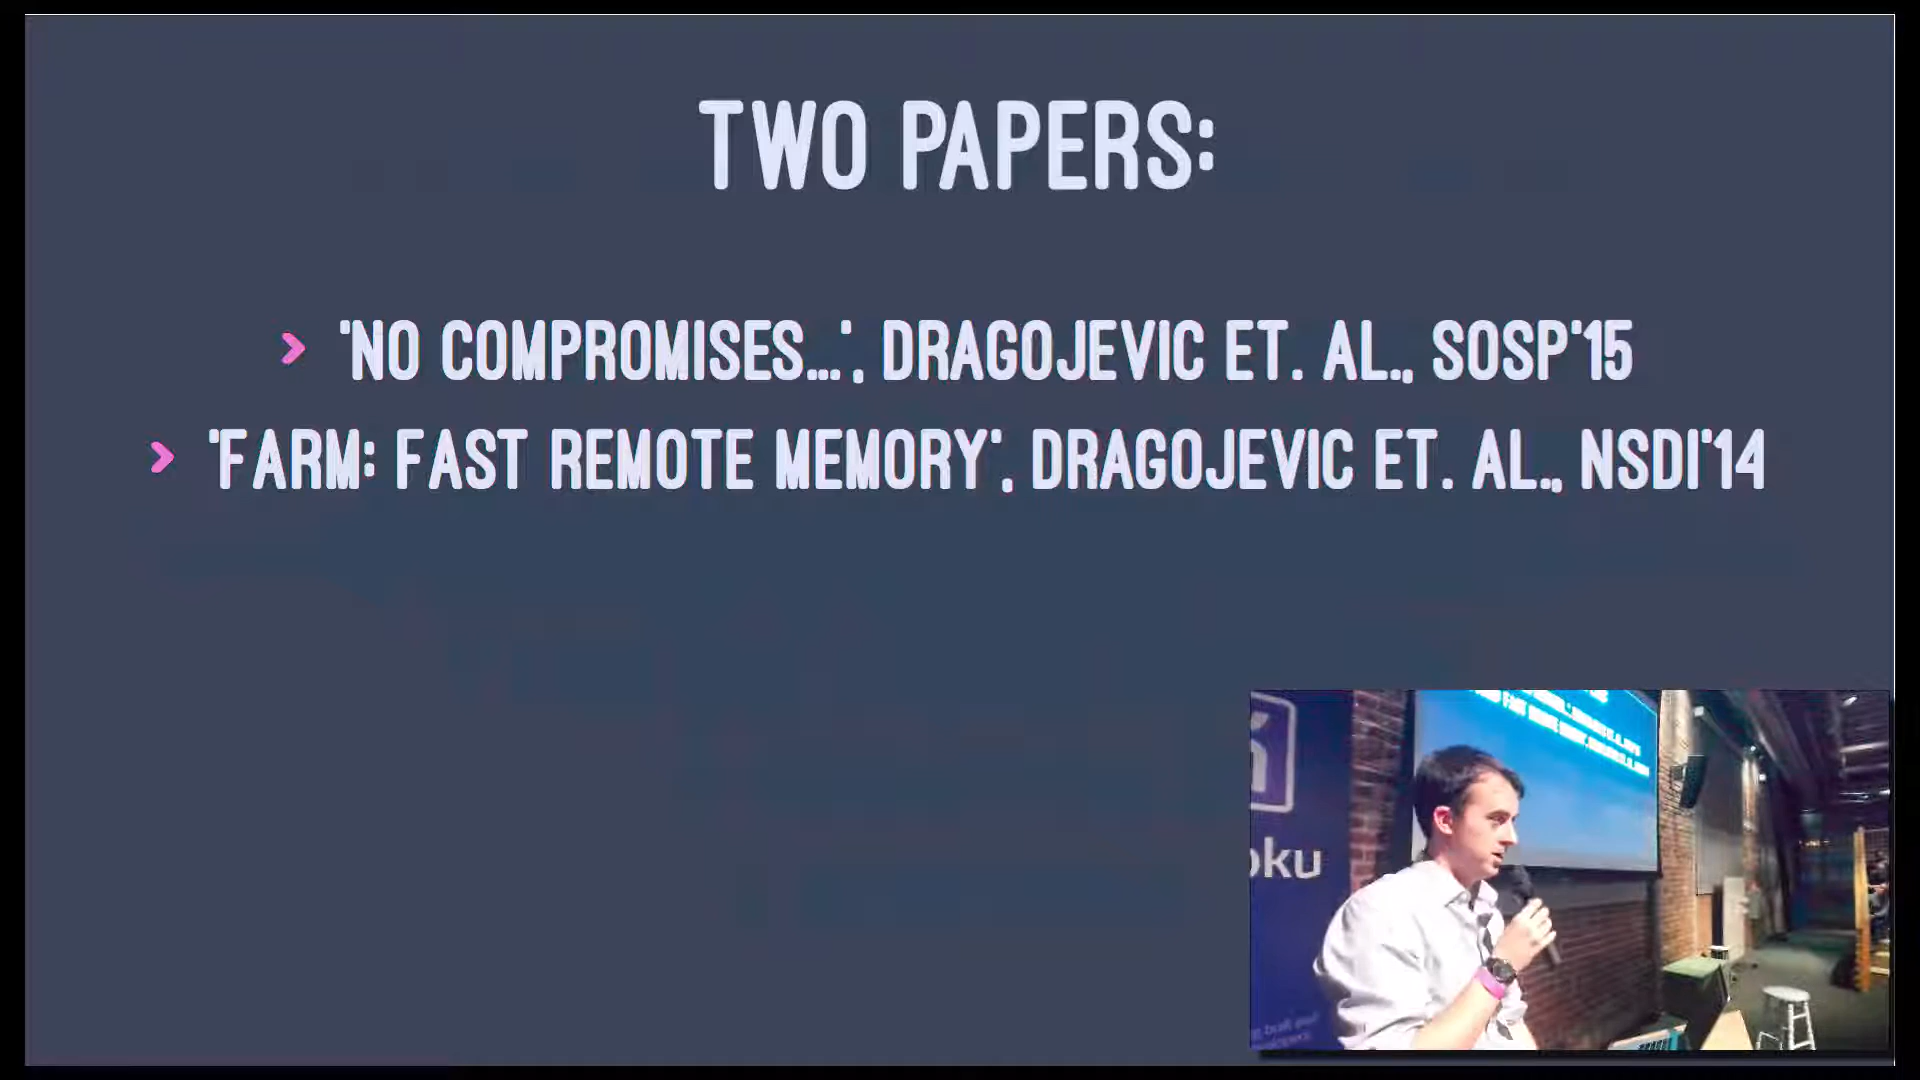 TWO PAPERS:
'NO COMPROMISES...', DRAGOJEVIC ET. AL., SOSP'15
'FARM: FAST REMOTE MEMORY', DRAGOJEVIC ET. AL., NSDI'14
oku